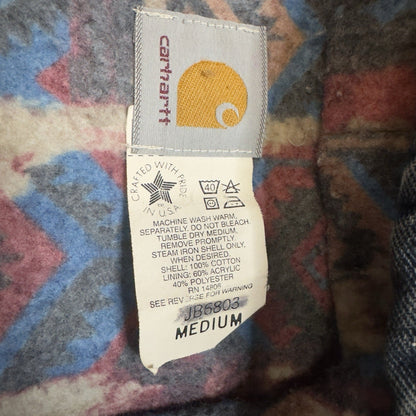 carhartt
CRAFTED WITH PRIDE
IN U.S.A.
40
MACHINE WASH WARM,
SEPARATELY. DO NOT BLEACH.
TUMBLE DRY MEDIUM.
REMOVE PROMPTLY.
STEAM IRON SHELL ONLY
WHEN DESIRED.
SHELL: 100% COTTON
LINING: 60% ACRYLIC
40% POLYESTER
RN 14806
SEE REVERSE FOR WARNING
JB6803
MEDIUM